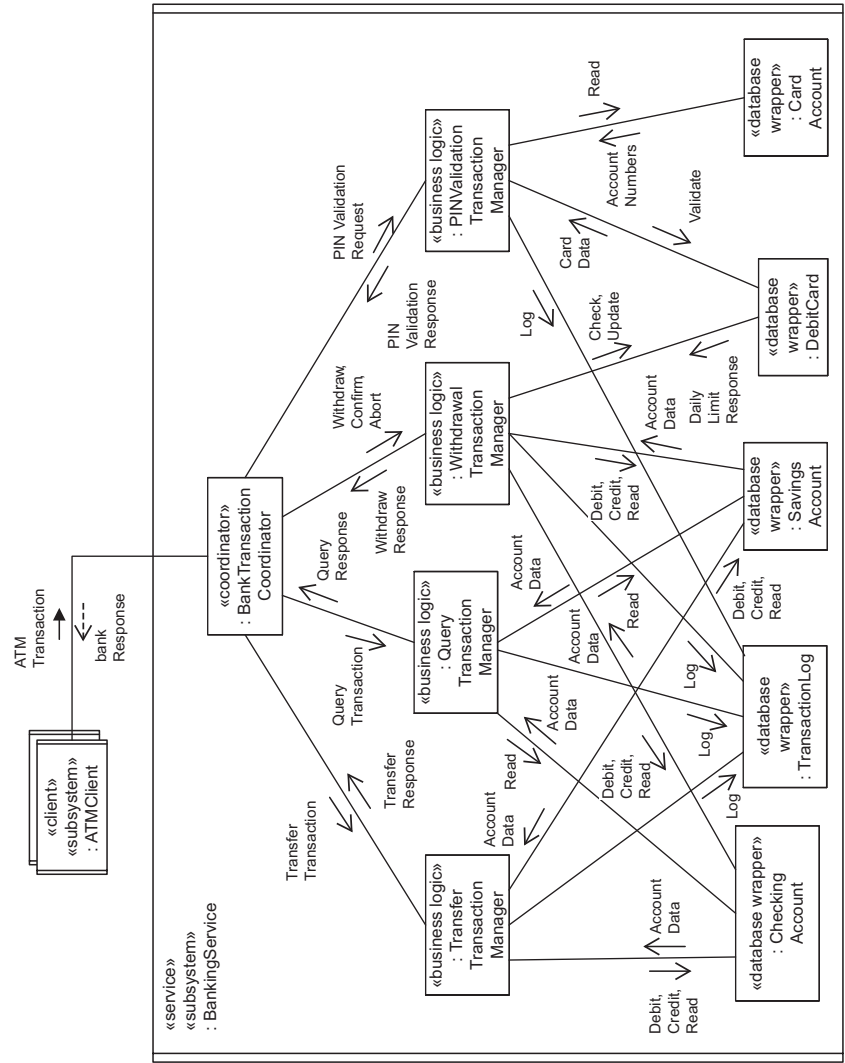 «client»
«subsystem»
: ATMClient
ATM
Transaction
bank
Response
«service»
«subsystem»
: BankingService
«coordinator»
: BankTransaction
Coordinator
Transfer
Transaction
Transfer
Response
Query
Transaction
Query
Response
Withdraw,
Confirm,
Abort
Withdraw
Response
PIN Validation
Request
PIN
Validation
Response
«business logic»
: Transfer
Transaction
Manager
«business logic»
: Query
Transaction
Manager
«business logic»
: Withdrawal
Transaction
Manager
«business logic»
: PINValidation
Transaction
Manager
Debit,
Credit,
Read
Account
Data
Account
Data
Read
Account
Data
Debit,
Credit,
Read
Account
Data
Account
Data
Read
Debit,
Credit,
Read
Account
Data
Log
Check,
Update
Daily
Limit
Response
Card
Data
Validate
Account
Numbers
Read
Log
Log
Log
Debit,
Credit,
Read
«database wrapper»
: Checking
Account
«database
wrapper»
: TransactionLog
«database
wrapper»
: Savings
Account
«database
wrapper»
: DebitCard
«database
wrapper»
: Card
Account